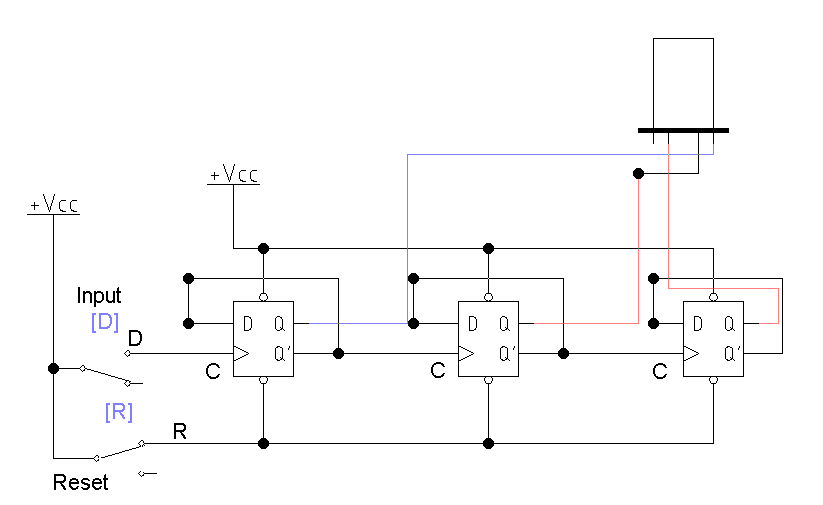 +Vcc
+Vcc
Input
[D]
D
D Q
Q'
C
D Q
Q'
C
D Q
Q'
C
[R]
R
Reset